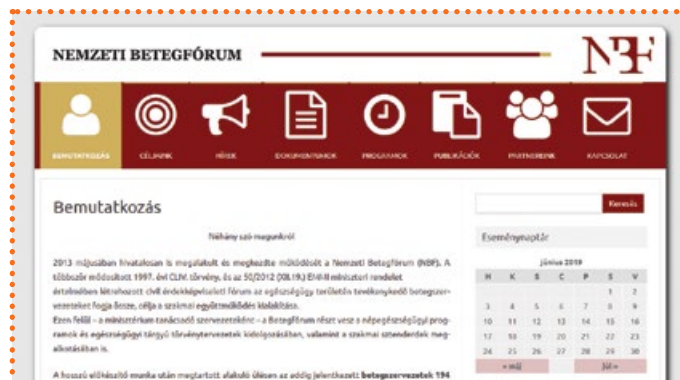 NEMZETI BETEGFÓRUM
NBF
BEMUTATKOZÁS CÉLJAINK HÍREK DOKUMENTUMOK PROGRAMOK PUBLIKÁCIÓK PARTNEREINK KAPCSOLAT
Bemutatkozás
Keresés
Néhány szó magunkról
Eseménynaptár
2013 májusában hivatalosan is megalakult és megkezdte működését a Nemzeti Betegfórum (NBF). A
többször módosított 1997. évi CLIV. törvény, és az 50/2012 (XII.19.) EMMI miniszteri rendelet
értelmében létrehozott civil érdekképviseleti fórum az egészségügy területén tevékenykedő betegszer-
vezeteket fogja össze, célja a szakmai együttműködés kialakítása.
Ezen felül – a minisztérium tanácsadó szervezeteként – a Betegfórum részt vesz a népegészségügyi prog-
ramok és egészségügyi tárgyú törvénytervezetek kidolgozásában, valamint a szakmai sztenderdek meg-
alkotásában is.
A hosszú előkészítő munka után megtartott alakuló ülésen az addig jelentkezett betegszervezetek 194
június 2019
H K S C P S V
1 2
3 4 5 6 7 8 9
10 11 12 13 14 15 16
17 18 19 20 21 22 23
24 25 26 27 28 29 30
« máj júl »